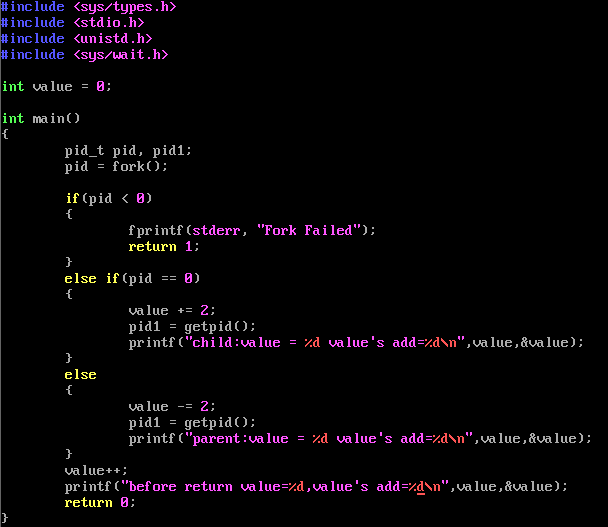 #include <sys/types.h>
#include <stdio.h>
#include <unistd.h>
#include <sys/wait.h>

int value = 0;

int main()
{
        pid_t pid, pid1;
        pid = fork();

        if(pid < 0)
        {
                fprintf(stderr, "Fork Failed");
                return 1;
        }
        else if(pid == 0)
        {
                value += 2;
                pid1 = getpid();
                printf("child:value = %d value's add=%d\n",value,&value);
        }
        else
        {
                value -= 2;
                pid1 = getpid();
                printf("parent:value = %d value's add=%d\n",value,&value);
        }
        value++;
        printf("before return value=%d,value's add=%d\n",value,&value);
        return 0;
}